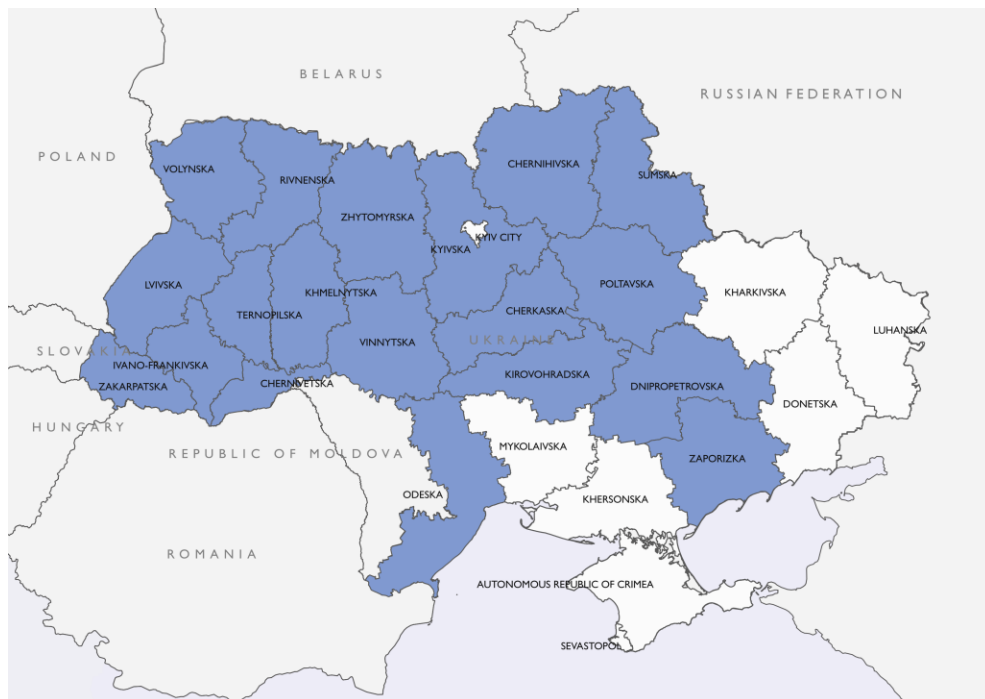 BELARUS
RUSSIAN FEDERATION
POLAND
VOLYNSKA
RIVNENSKA
CHERNIHIVSKA
SUMSKA
ZHYTOMYRSKA
KYIVSKA
KYIV CITY
LVIVSKA
TERNOPILSKA
KHMELNYTSKA
CHERKASKA
POLTAVSKA
KHARKIVSKA
LUHANSKA
VINNYTSKA
UKRAINE
SLOVAKIA
IVANO-FRANKIVSKA
ZAKARPATSKA
CHERNIVETSKA
KIROVOHRADSKA
DNIPROPETROVSKA
DONETSKA
HUNGARY
REPUBLIC OF MOLDOVA
MYKOLAIVSKA
ZAPORIZKA
ODESKA
KHERSONSKA
ROMANIA
AUTONOMOUS REPUBLIC OF CRIMEA
SEVASTOPOL